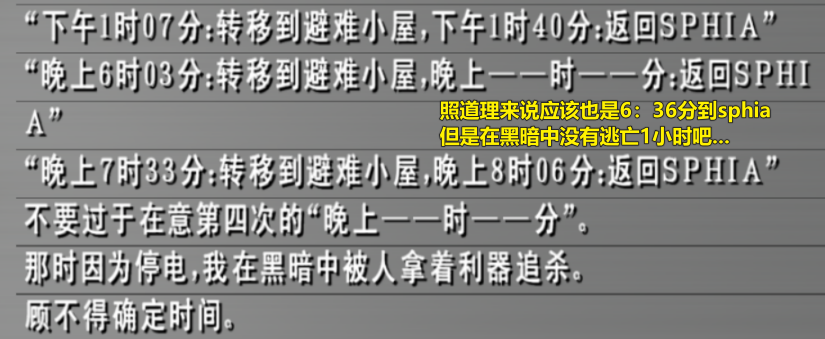 “下午1时07分:转移到避难小屋,下午1时40分:返回SPHIA”
“晚上6时03分:转移到避难小屋,晚上——时——分:返回SPHI
A”
照道理来说应该也是6：36分到sphia
但是在黑暗中没有逃亡1小时吧...
“晚上7时33分:转移到避难小屋,晚上8时06分:返回SPHIA”
不要过于在意第四次的“晚上——时——分”。
那时因为停电,我在黑暗中被人拿着利器追杀。
顾不得确定时间。